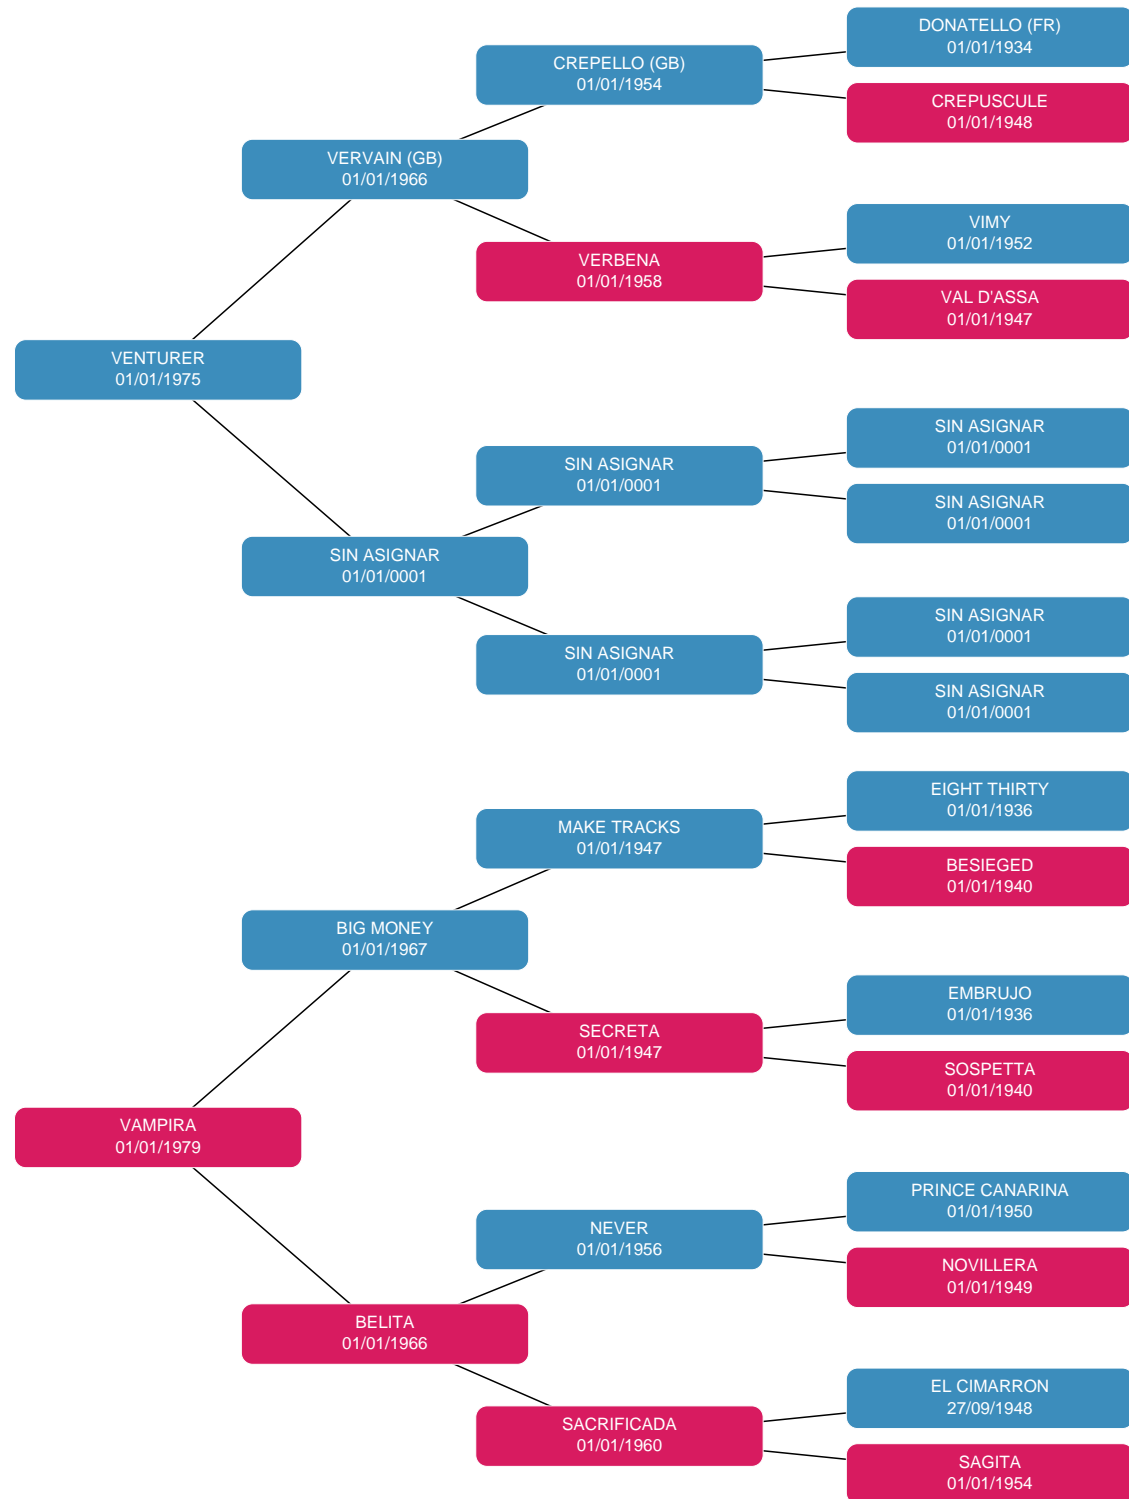 DONATELLO (FR)
01/01/1934
CREPELLO (GB)
01/01/1954
CREPUSCULE
01/01/1948
VERVAIN (GB)
01/01/1966
VIMY
01/01/1952
VERBENA
01/01/1958
VAL D'ASSA
01/01/1947
VENTURER
01/01/1975
SIN ASIGNAR
01/01/0001
SIN ASIGNAR
01/01/0001
SIN ASIGNAR
01/01/0001
SIN ASIGNAR
01/01/0001
SIN ASIGNAR
01/01/0001
SIN ASIGNAR
01/01/0001
SIN ASIGNAR
01/01/0001
EIGHT THIRTY
01/01/1936
MAKE TRACKS
01/01/1947
BESIEGED
01/01/1940
BIG MONEY
01/01/1967
EMBRUJO
01/01/1936
SECRETA
01/01/1947
SOSPETTA
01/01/1940
VAMPIRA
01/01/1979
PRINCE CANARINA
01/01/1950
NEVER
01/01/1956
NOVILLERA
01/01/1949
BELITA
01/01/1966
EL CIMARRON
27/09/1948
SACRIFICADA
01/01/1960
SAGITA
01/01/1954